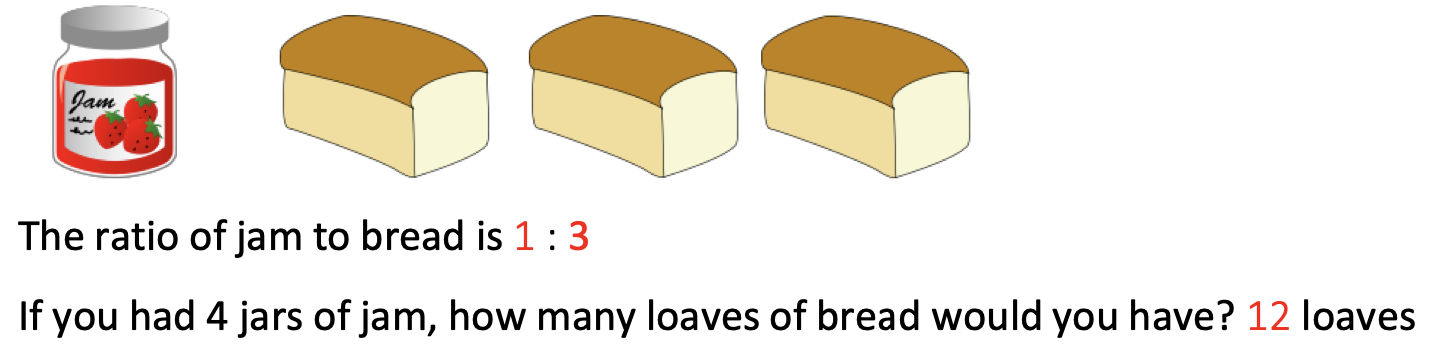 Jam
The ratio of jam to bread is 1 : 3
If you had 4 jars of jam, how many loaves of bread would you have? 12 loaves